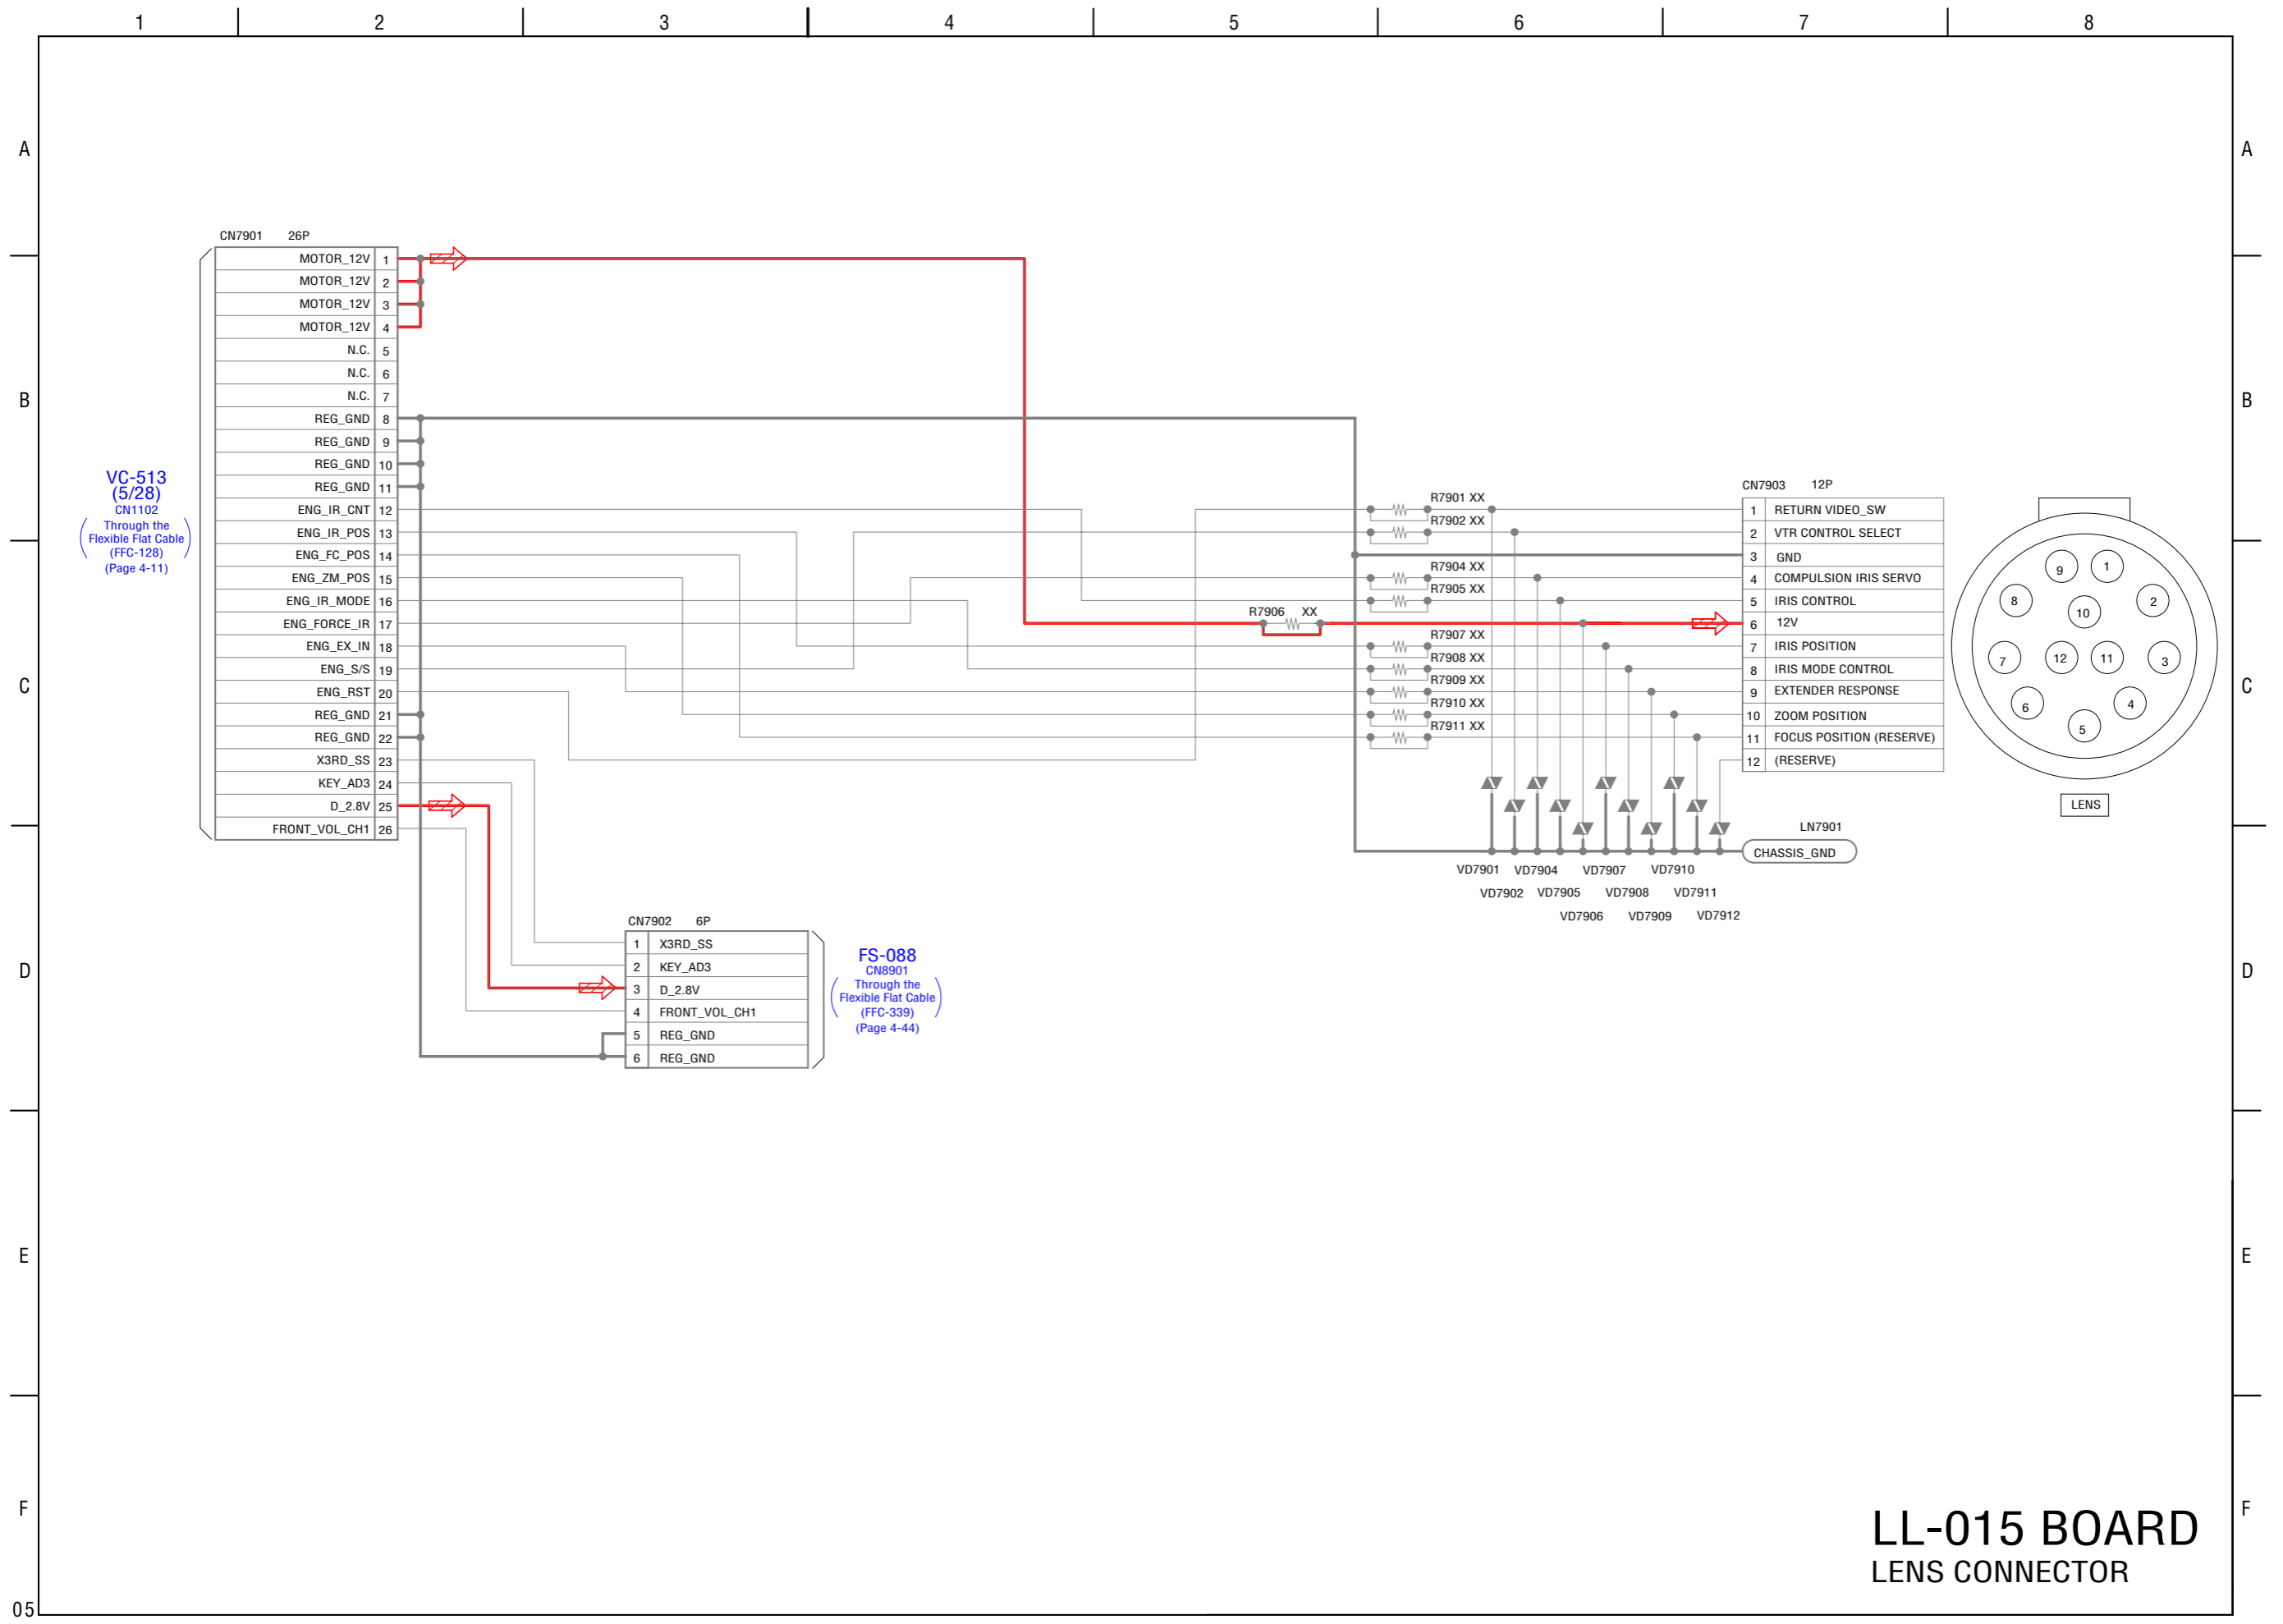 1 2 3 4 5 6 7 8
A A
CN7901 26P
MOTOR_12V 1
MOTOR_12V 2
MOTOR_12V 3
MOTOR_12V 4
N.C. 5
N.C. 6
N.C. 7
REG_GND 8
REG_GND 9
REG_GND 10
REG_GND 11
ENG_IR_CNT 12
ENG_IR_POS 13
ENG_FC_POS 14
ENG_ZM_POS 15
ENG_IR_MODE 16
ENG_FORCE_IR 17
ENG_EX_IN 18
ENG_S/S 19
ENG_RST 20
REG_GND 21
REG_GND 22
X3RD_SS 23
KEY_AD3 24
D_2.8V 25
FRONT_VOL_CH1 26
B B
VC-513
(5/28)
CN1102
Through the
Flexible Flat Cable
(FFC-128)
(Page 4-11)
R7901 XX
R7902 XX
R7904 XX
R7905 XX
R7906 XX
R7907 XX
R7908 XX
R7909 XX
R7910 XX
R7911 XX
CN7903 12P
1 RETURN VIDEO_SW
2 VTR CONTROL SELECT
3 GND
4 COMPULSION IRIS SERVO
5 IRIS CONTROL
6 12V
7 IRIS POSITION
8 IRIS MODE CONTROL
9 EXTENDER RESPONSE
10 ZOOM POSITION
11 FOCUS POSITION (RESERVE)
12 (RESERVE)
9 1
8 10 2
7 12 11 3
6 4
5
LENS
C C
LN7901
CHASSIS_GND
VD7901 VD7904 VD7907 VD7910
VD7902 VD7905 VD7908 VD7911
VD7906 VD7909 VD7912
CN7902 6P
1 X3RD_SS
2 KEY_AD3
3 D_2.8V
4 FRONT_VOL_CH1
5 REG_GND
6 REG_GND
FS-088
CN8901
Through the
Flexible Flat Cable
(FFC-339)
(Page 4-44)
D D
E E
F F
LL-015 BOARD
LENS CONNECTOR
05